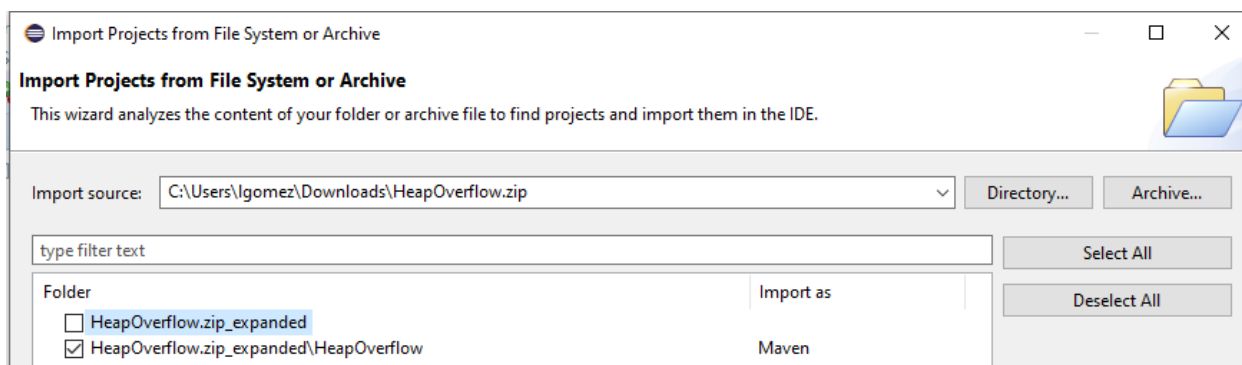 Import Projects from File System or Archive
Import Projects from File System or Archive
This wizard analyzes the content of your folder or archive file to find projects and import them in the IDE.
Import source: C:\Users\lgomez\Downloads\HeapOverflow.zip Directory... Archive...
type filter text Select All
Folder Import as Deselect All
HeapOverflow.zip_expanded
HeapOverflow.zip_expanded\HeapOverflow Maven